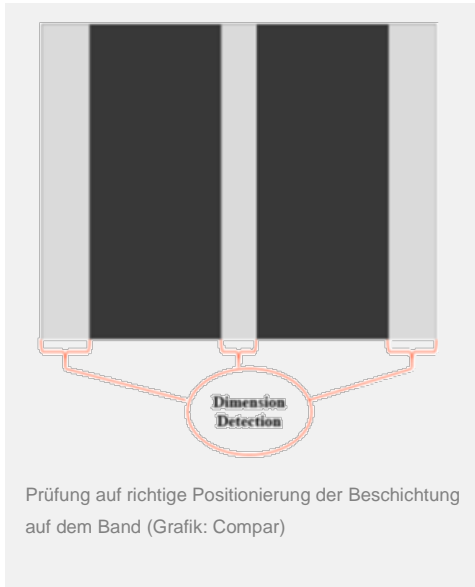 Dimension
Detection
Prüfung auf richtige Positionierung der Beschichtung
auf dem Band (Grafik: Compar)